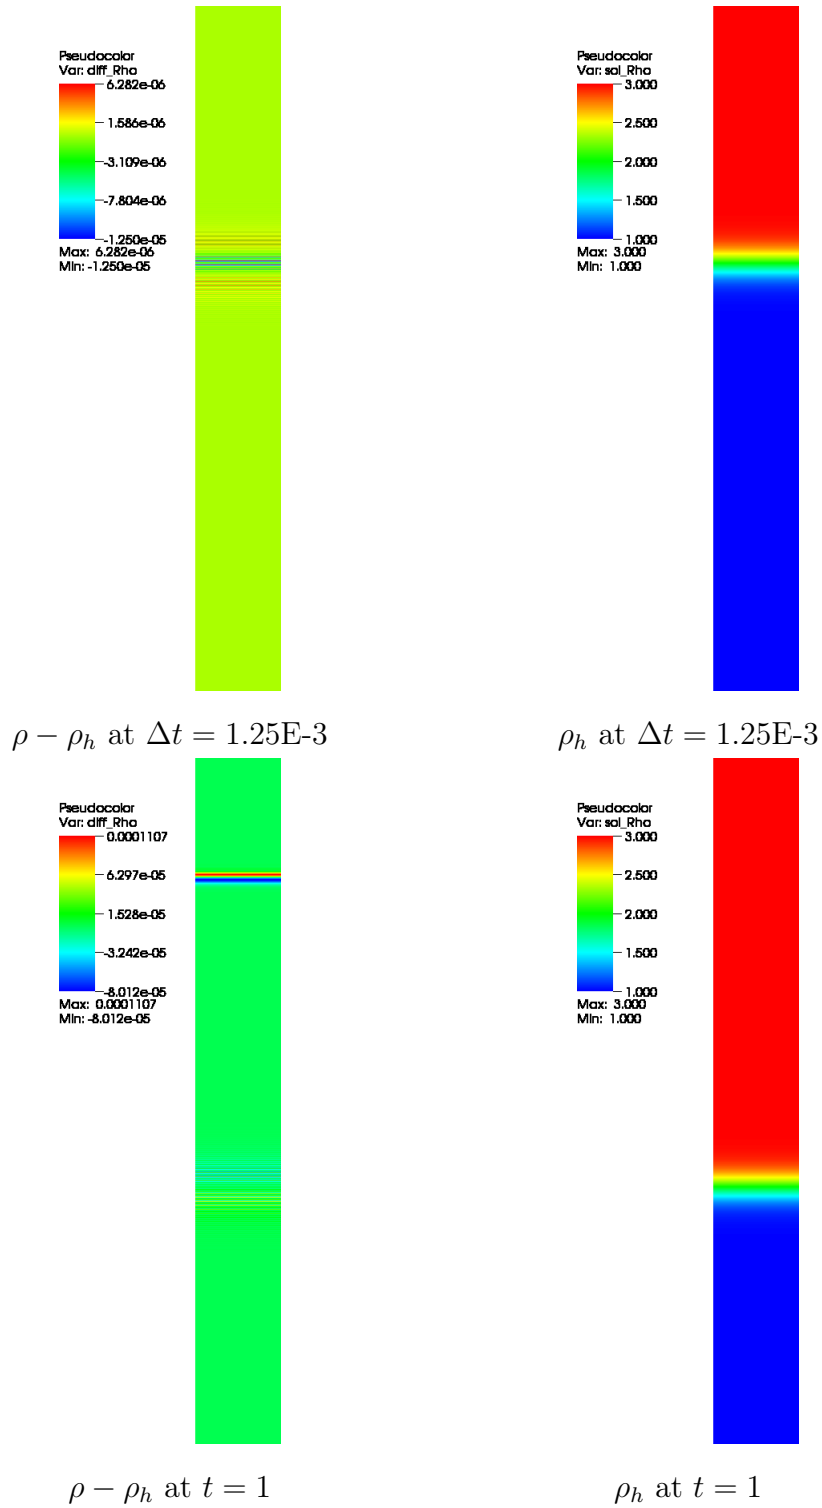 Pseudocolor
Var: diff_Rho
6.282e-06
1.586e-06
-3.109e-06
-7.804e-06
-1.250e-05
Max: 6.282e-06
Min: -1.250e-05
Pseudocolor
Var: sol_Rho
3.000
2.500
2.000
1.500
1.000
Max: 3.000
Min: 1.000
ρ − ρ_h at Δt = 1.25E-3
ρ_h at Δt = 1.25E-3
Pseudocolor
Var: diff_Rho
0.0001107
6.297e-05
1.528e-05
-3.242e-05
-8.012e-05
Max: 0.0001107
Min: -8.012e-05
Pseudocolor
Var: sol_Rho
3.000
2.500
2.000
1.500
1.000
Max: 3.000
Min: 1.000
ρ − ρ_h at t = 1
ρ_h at t = 1